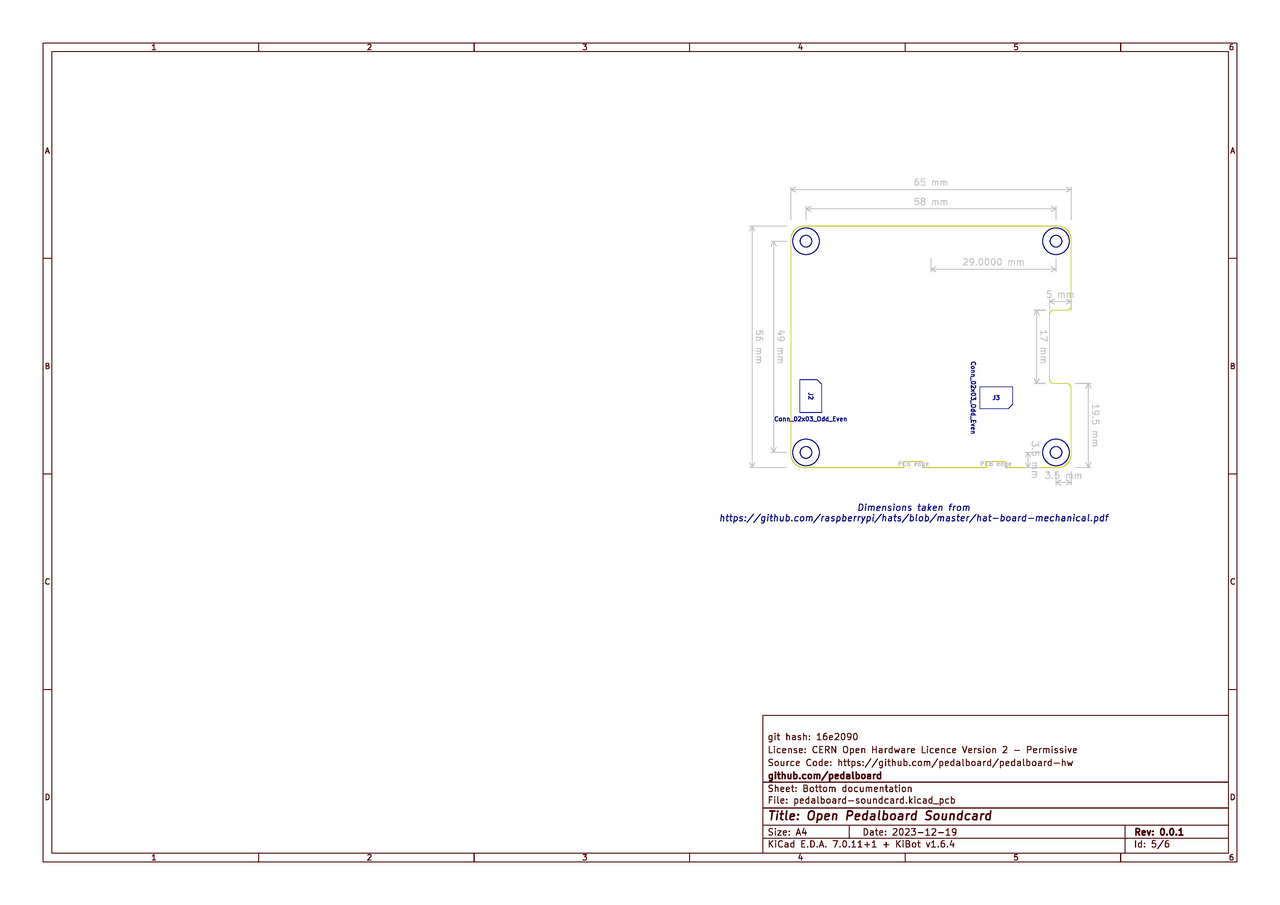 1 2 3 4 5 6
A A
65 mm
58 mm
29.0000 mm
5 mm
56 mm
49 mm
17 mm
B B
Conn_02x03_Odd_Even
J2
J3
Conn_02x03_Odd_Even
19.5 mm
3.5 mm
PCB edge PCB edge
3.5 mm
Dimensions taken from
https://github.com/raspberrypi/hats/blob/master/hat-board-mechanical.pdf
C C
git hash: 16e2090
License: CERN Open Hardware Licence Version 2 - Permissive
Source Code: https://github.com/pedalboard/pedalboard-hw
github.com/pedalboard
Sheet: Bottom documentation
D D
File: pedalboard-soundcard.kicad_pcb
Title: Open Pedalboard Soundcard
Size: A4 Date: 2023-12-19 Rev: 0.0.1
KiCad E.D.A. 7.0.11+1 + KiBot v1.6.4 Id: 5/6
1 2 3 4 5 6